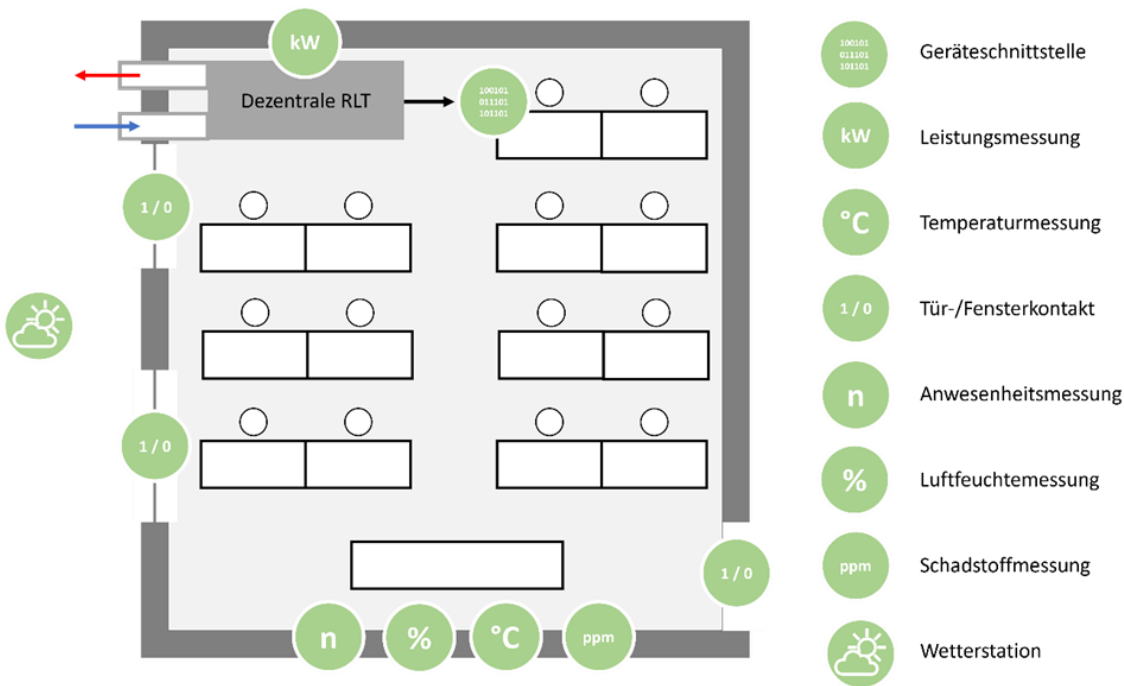 kW
Dezentrale RLT
100101
011101
101101
1 / 0
1 / 0
1 / 0
n
%
°C
ppm
100101
011101
101101
Geräteschnittstelle
kW
Leistungsmessung
°C
Temperaturmessung
1 / 0
Tür-/Fensterkontakt
n
Anwesenheitsmessung
%
Luftfeuchtemessung
ppm
Schadstoffmessung
Wetterstation